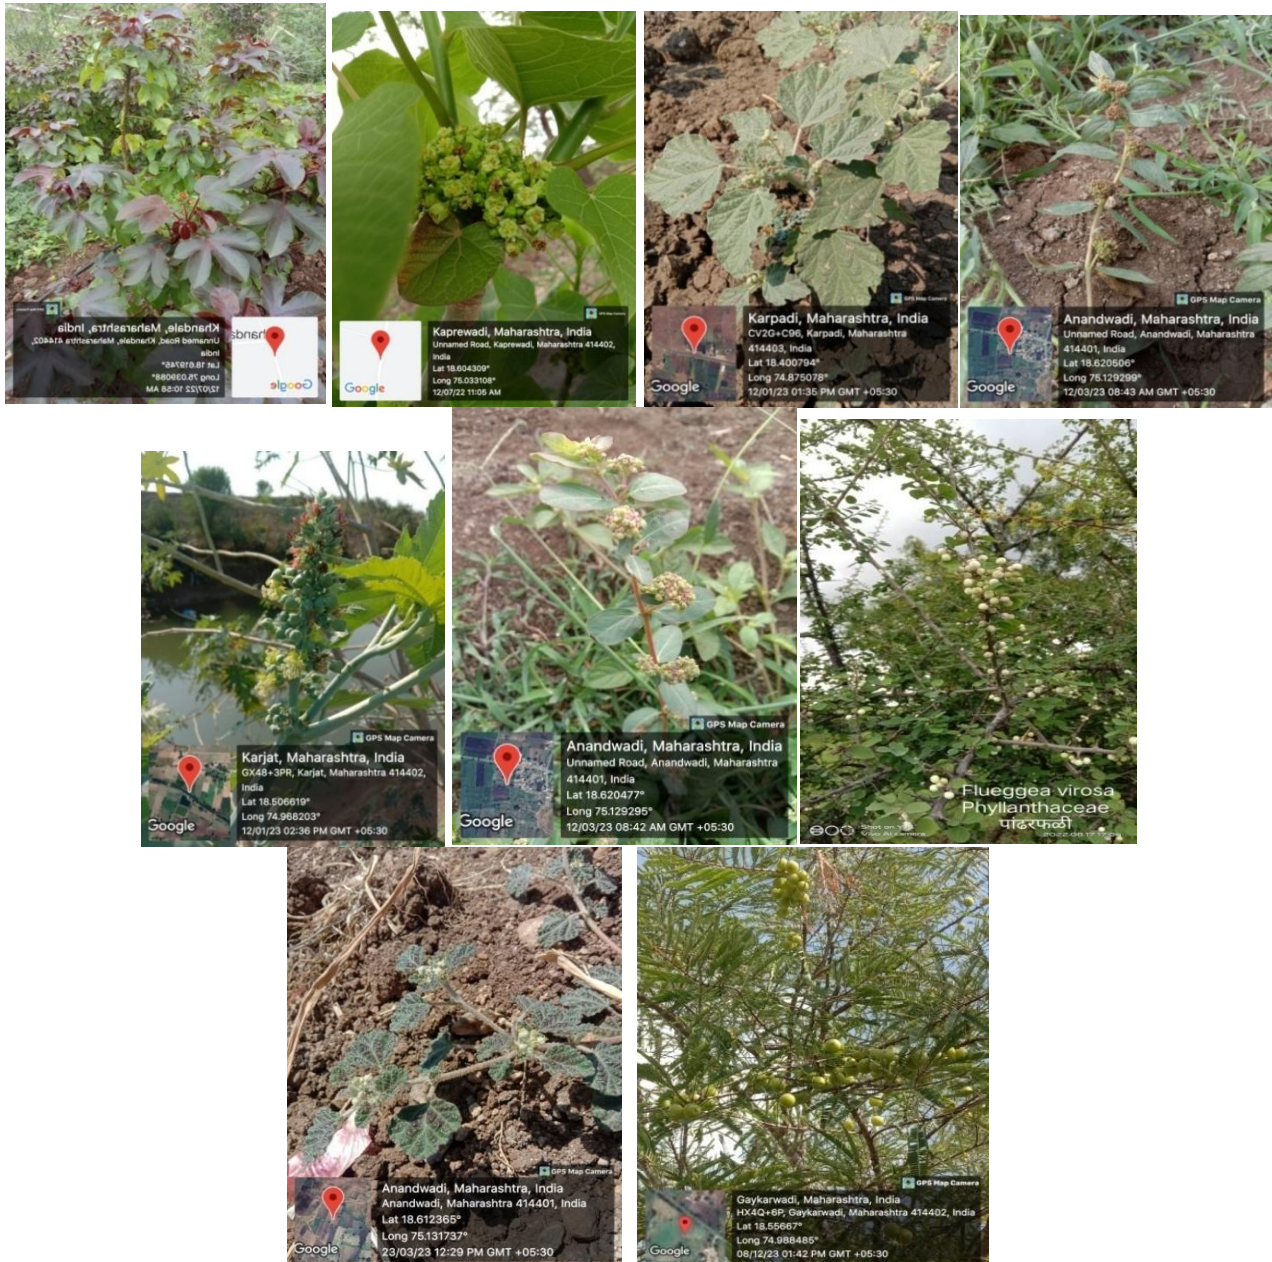 Khandale, Maharashtra, India
Unnamed Road, Khandale, Maharashtra 414402,
India
Lat 18.619745°
Long 75.039088°
12/07/22 10:58 AM
Google
Kaprewadi, Maharashtra, India
Unnamed Road, Kaprewadi, Maharashtra 414402,
India
Lat 18.604309°
Long 75.033108°
12/07/22 11:05 AM
Google
GPS Map Camera
Karpadi, Maharashtra, India
CV2G+C96, Karpadi, Maharashtra
414403, India
Lat 18.400794°
Long 74.875078°
12/01/23 01:35 PM GMT +05:30
Google
GPS Map Camera
Anandwadi, Maharashtra, India
Unnamed Road, Anandwadi, Maharashtra
414401, India
Lat 18.620506°
Long 75.129299°
12/03/23 08:43 AM GMT +05:30
Google
GPS Map Camera
Karjat, Maharashtra, India
GX48+3PR, Karjat, Maharashtra 414402,
India
Lat 18.506619°
Long 74.968203°
12/01/23 02:36 PM GMT +05:30
Google
GPS Map Camera
Anandwadi, Maharashtra, India
Unnamed Road, Anandwadi, Maharashtra
414401, India
Lat 18.620477°
Long 75.129295°
12/03/23 08:42 AM GMT +05:30
Google
Flueggea virosa
Phyllanthaceae
पांढरफळी
Shot on
Vivo AI camera
GPS Map Camera
Anandwadi, Maharashtra, India
Anandwadi, Maharashtra 414401, India
Lat 18.612365°
Long 75.131737°
23/03/23 12:29 PM GMT +05:30
Google
GPS Map Camera
Gaykarwadi, Maharashtra, India
HX4Q+6P, Gaykarwadi, Maharashtra 414402, India
Lat 18.55667°
Long 74.988485°
08/12/23 01:42 PM GMT +05:30
Google